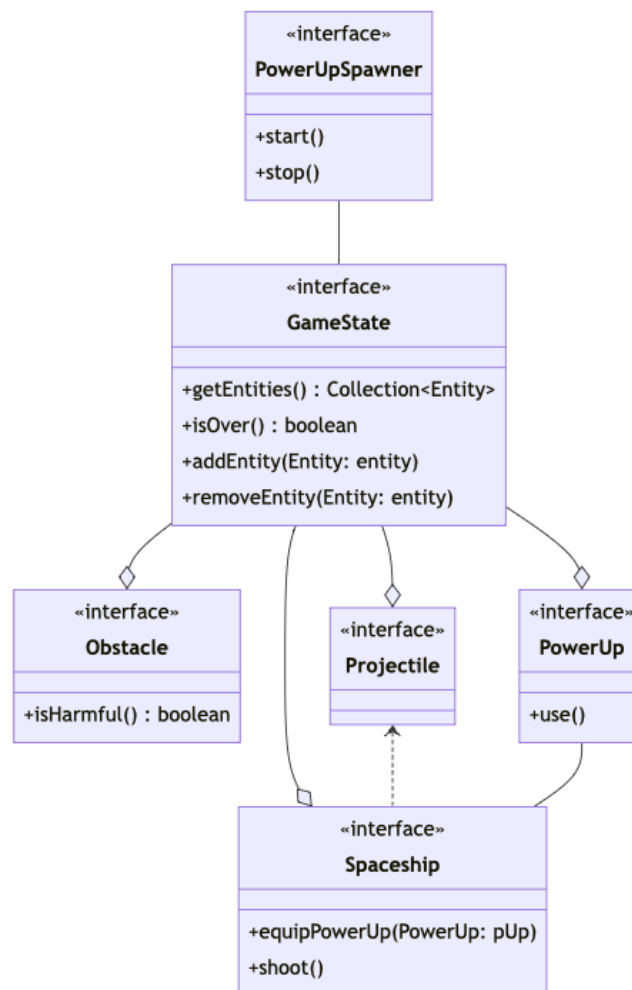 «interface»
PowerUpSpawner
+start()
+stop()
«interface»
GameState
+getEntities() : Collection<Entity>
+isOver() : boolean
+addEntity(Entity: entity)
+removeEntity(Entity: entity)
«interface»
Obstacle
+isHarmful() : boolean
«interface»
Projectile
«interface»
PowerUp
+use()
«interface»
Spaceship
+equipPowerUp(PowerUp: pUp)
+shoot()